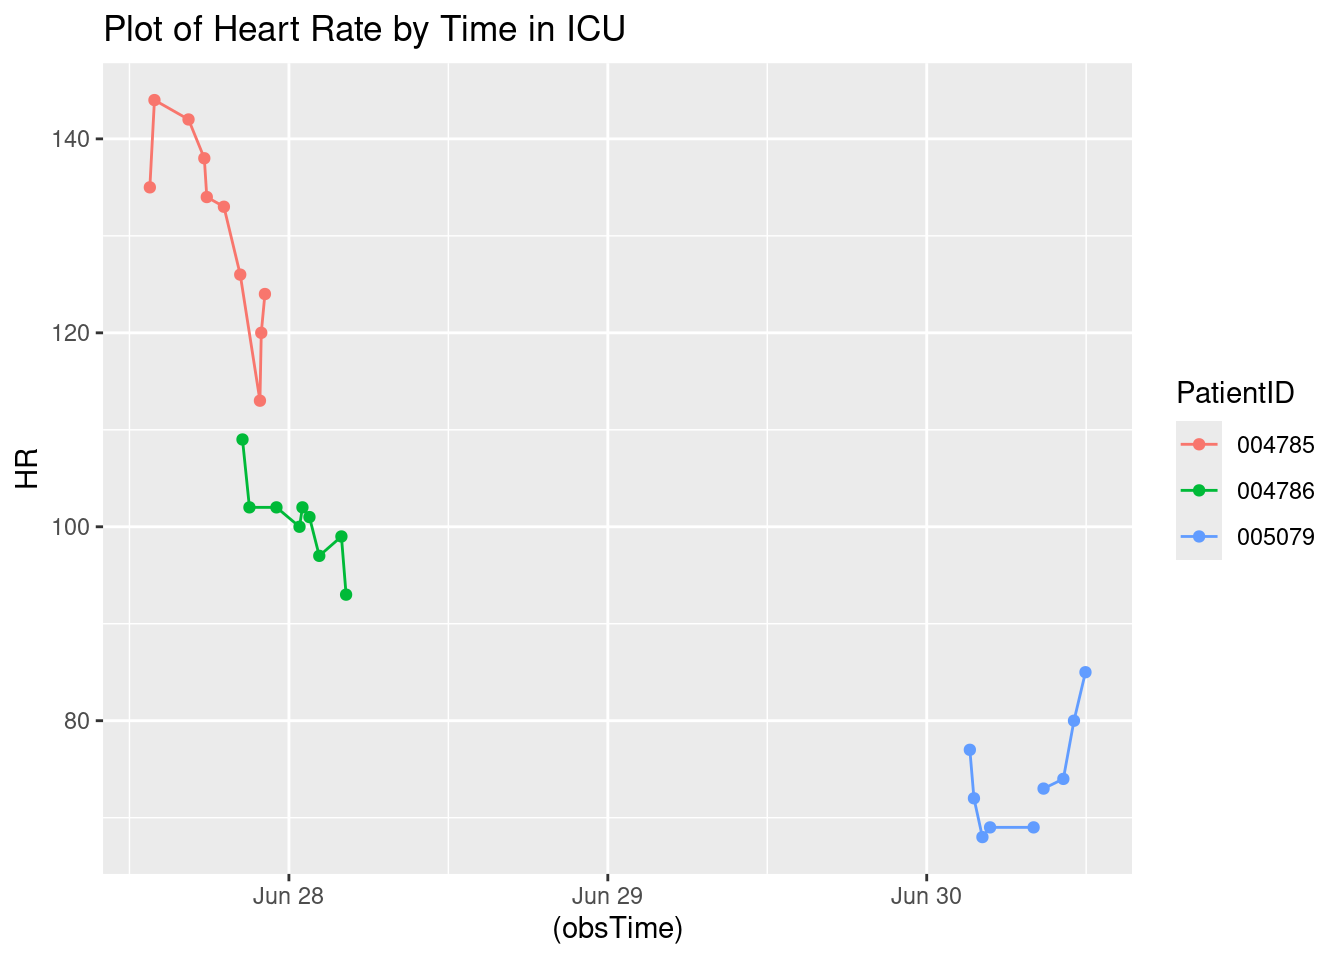 Plot of Heart Rate by Time in ICU
140
120
100
80
HR
Jun 28
Jun 29
Jun 30
(obsTime)
PatientID
004785
004786
005079